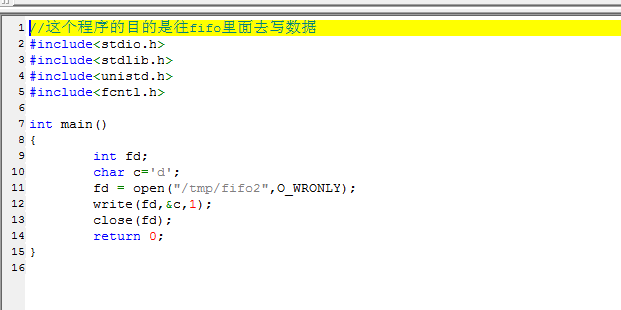 1 //这个程序的目的是往fifo里面去写数据
2 #include<stdio.h>
3 #include<stdlib.h>
4 #include<unistd.h>
5 #include<fcntl.h>
6
7 int main()
8 {
9         int fd;
10         char c='d';
11         fd = open("/tmp/fifo2",O_WRONLY);
12         write(fd,&c,1);
13         close(fd);
14         return 0;
15 }
16